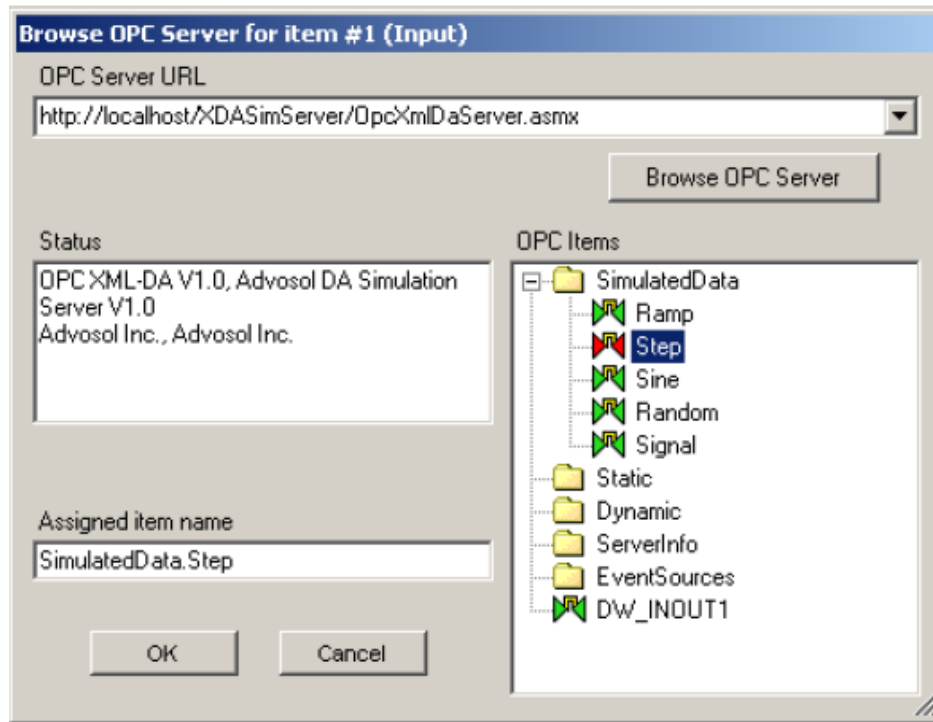 Browse OPC Server for item #1 (Input)
OPC Server URL
http://localhost/XDASimServer/OpcXmlDaServer.asmx
Browse OPC Server
Status
OPC XML-DA V1.0, Advosol DA Simulation
Server V1.0
Advosol Inc., Advosol Inc.
Assigned item name
SimulatedData.Step
OK
Cancel
OPC Items
SimulatedData
Ramp
Step
Sine
Random
Signal
Static
Dynamic
ServerInfo
EventSources
DW_INOUT1